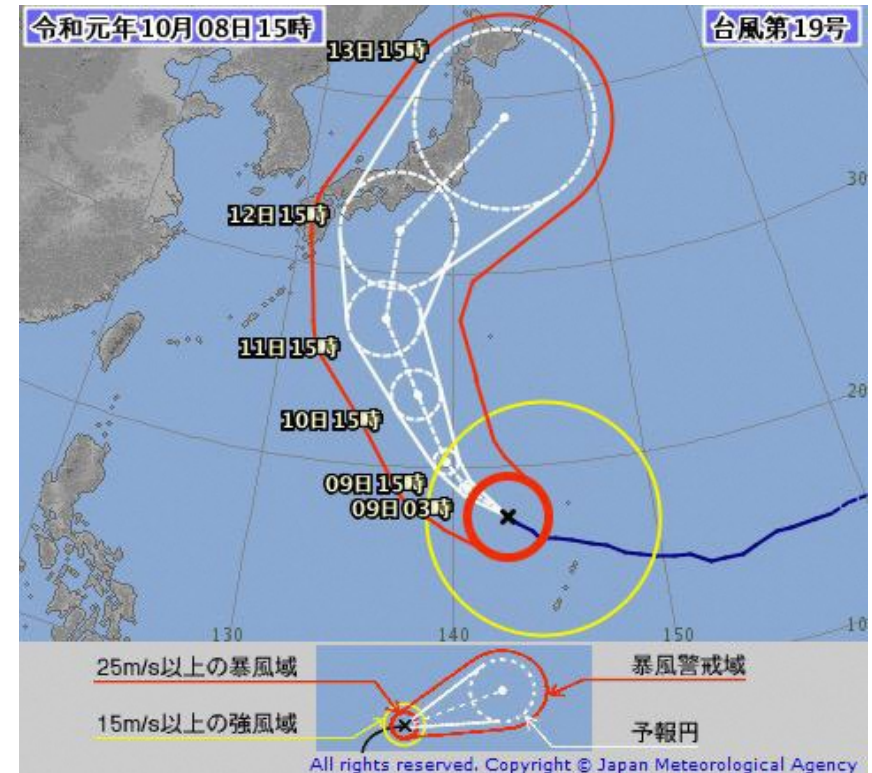 令和元年10月08日15時
台風第19号
13日15時
30
12日15時
11日15時
20
10日15時
09日15時
09日03時
130
140
150
10
25m/s以上の暴風域
暴風警戒域
15m/s以上の強風域
予報円
All rights reserved. Copyright © Japan Meteorological Agency